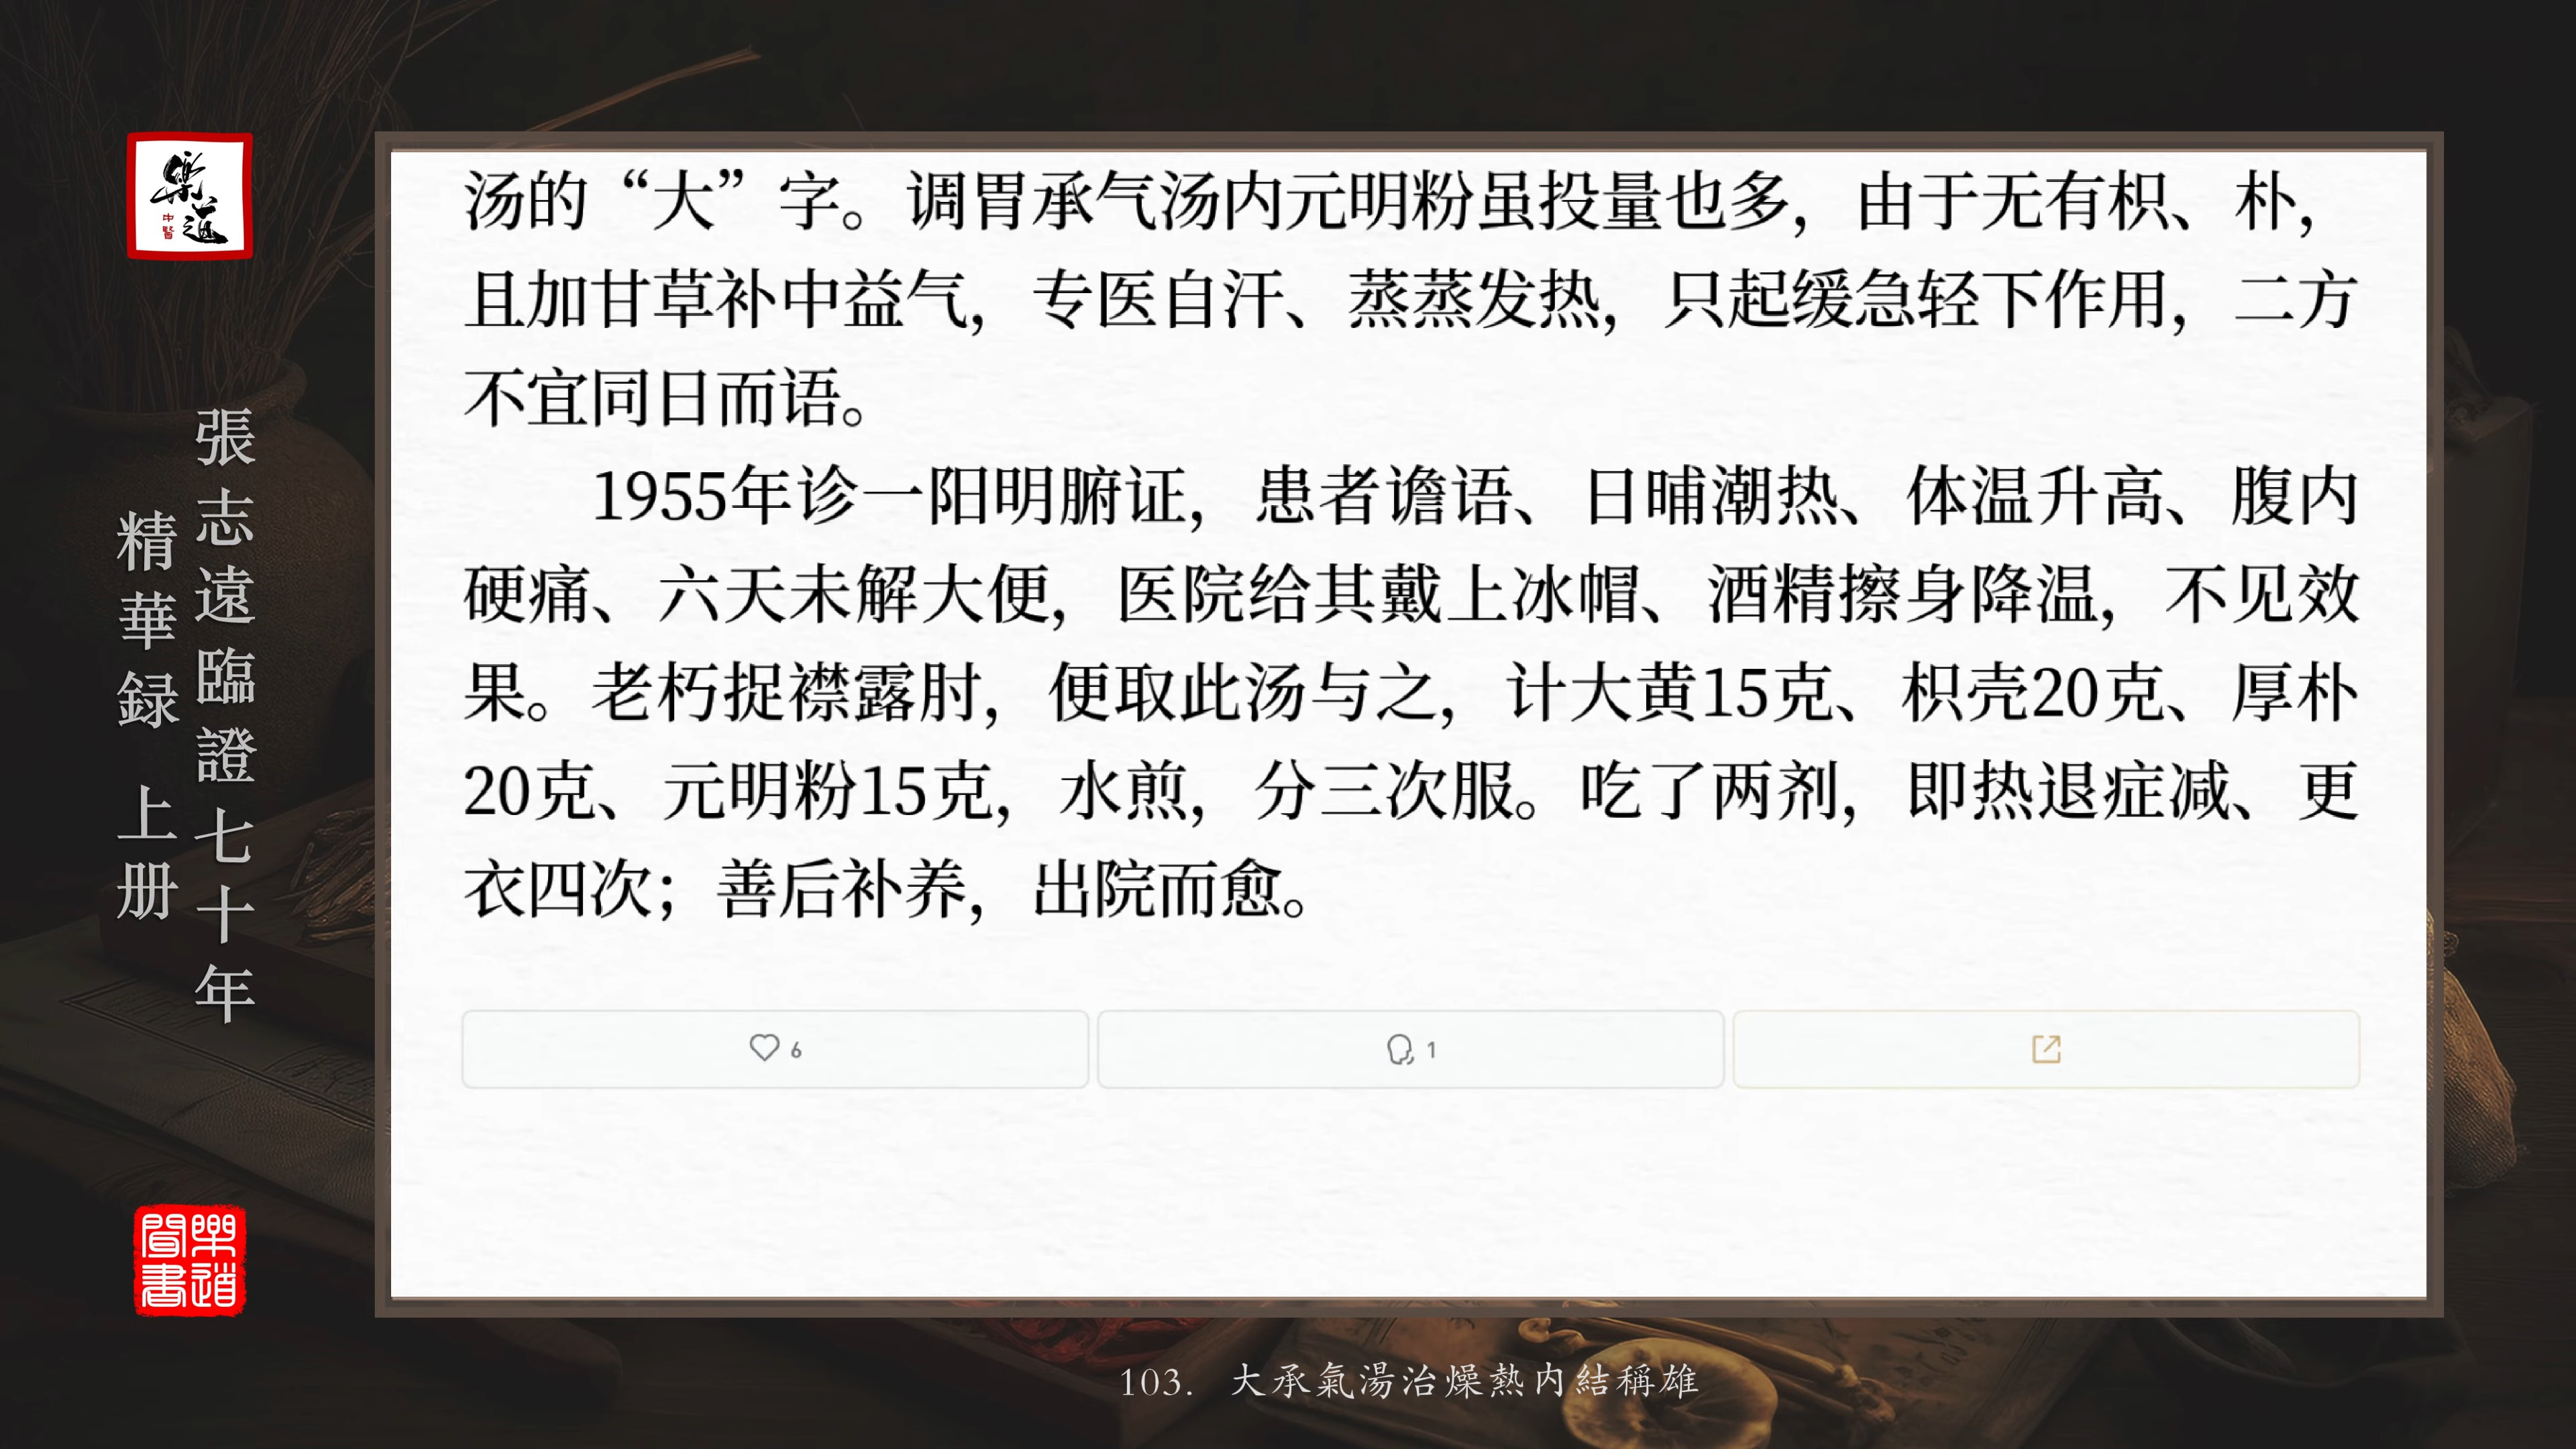 樂道
中醫
張志遠臨證七十年
精華録 上册
樂道
閲書
汤的“大”字。调胃承气汤内元明粉虽投量也多，由于无有枳、朴，
且加甘草补中益气，专医自汗、蒸蒸发热，只起缓急轻下作用，二方
不宜同日而语。
1955年诊一阳明腑证，患者谵语、日晡潮热、体温升高、腹内
硬痛、六天未解大便，医院给其戴上冰帽、酒精擦身降温，不见效
果。老朽捉襟露肘，便取此汤与之，计大黄15克、枳壳20克、厚朴
20克、元明粉15克，水煎，分三次服。吃了两剂，即热退症减、更
衣四次；善后补养，出院而愈。
6
1
103. 大承氣湯治燥熱内結稱雄